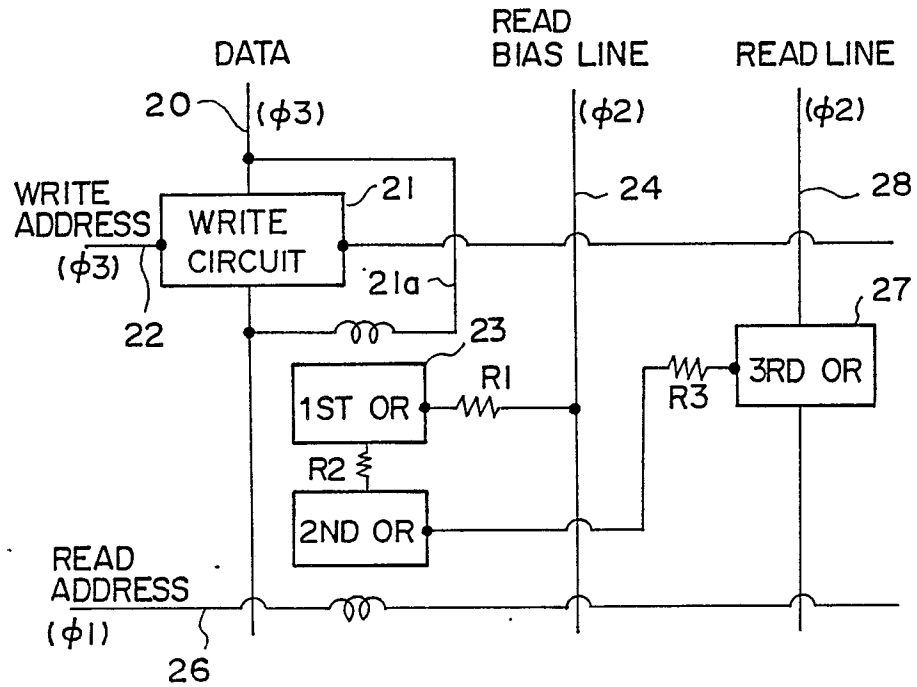 DATA
READ
BIAS LINE
READ LINE
20
(ϕ3)
(ϕ2)
(ϕ2)
WRITE
ADDRESS
(ϕ3)
22
WRITE
CIRCUIT
21
21a
24
28
23
27
1ST OR
R1
R2
2ND OR
R3
3RD OR
READ
ADDRESS
(ϕ1)
26